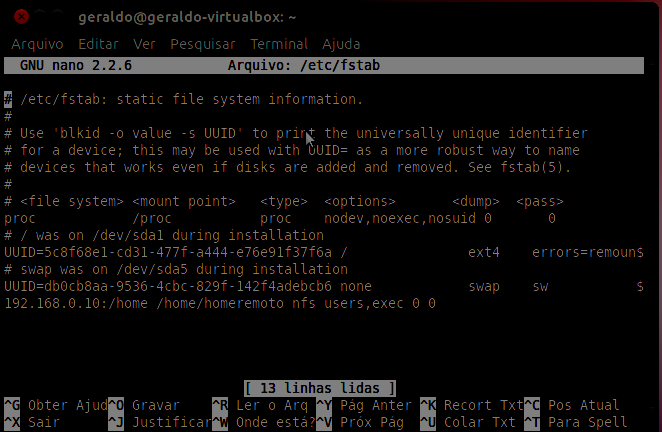 geraldo@geraldo-virtualbox: ~
Arquivo Editar Ver Pesquisar Terminal Ajuda
GNU nano 2.2.6 Arquivo: /etc/fstab
# /etc/fstab: static file system information.
#
# Use 'blkid -o value -s UUID' to print the universally unique identifier
# for a device; this may be used with UUID= as a more robust way to name
# devices that works even if disks are added and removed. See fstab(5).
#
# <file system> <mount point> <type> <options> <dump> <pass>
proc /proc proc nodev,noexec,nosuid 0 0
# / was on /dev/sda1 during installation
UUID=5c8f68e1-cd31-477f-a444-e76e91f37f6a / ext4 errors=remoun$
# swap was on /dev/sda5 during installation
UUID=db0cb8aa-9536-4cbc-829f-142f4adebcb6 none swap sw $
192.168.0.10:/home /home/homeremoto nfs users,exec 0 0
[ 13 linhas lidas ]
^G Obter Ajud^O Gravar ^R Ler o Arq ^Y Pág Anter ^K Recort Txt^C Pos Atual
^X Sair ^J Justificar^W Onde está?^V Próx Pág ^U Colar Txt ^T Para Spell